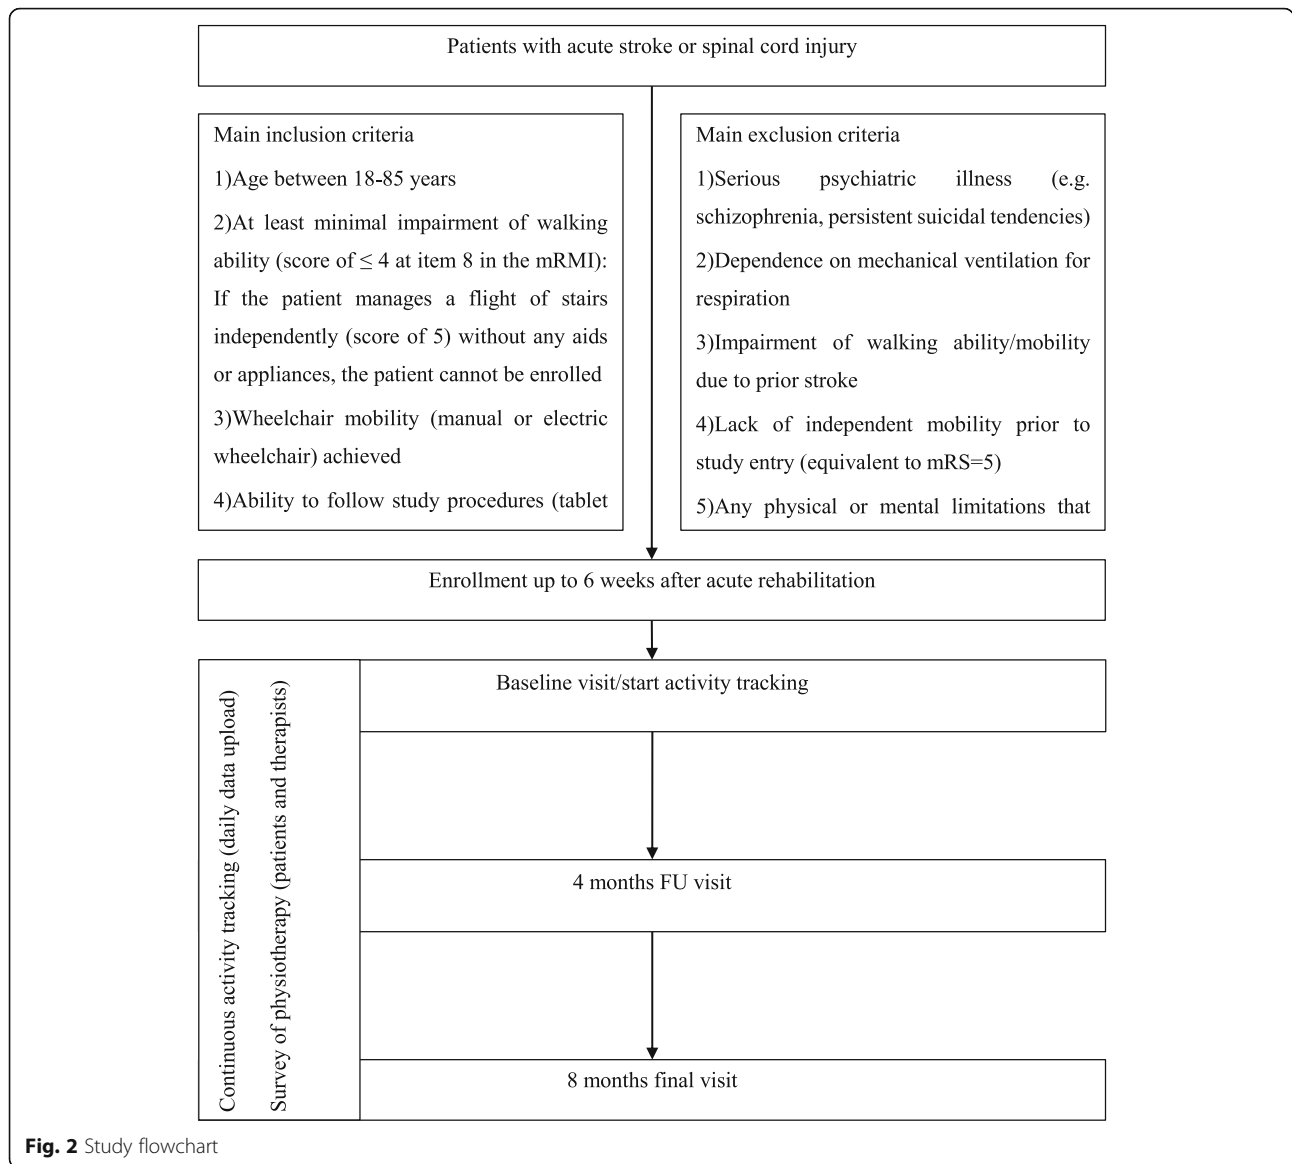 Patients with acute stroke or spinal cord injury
Main inclusion criteria
1)Age between 18-85 years
2)At least minimal impairment of walking
ability (score of ≤ 4 at item 8 in the mRMI):
If the patient manages a flight of stairs
independently (score of 5) without any aids
or appliances, the patient cannot be enrolled
3)Wheelchair mobility (manual or electric
wheelchair) achieved
4)Ability to follow study procedures (tablet
Main exclusion criteria
1)Serious psychiatric illness (e.g.
schizophrenia, persistent suicidal tendencies)
2)Dependence on mechanical ventilation for
respiration
3)Impairment of walking ability/mobility
due to prior stroke
4)Lack of independent mobility prior to
study entry (equivalent to mRS=5)
5)Any physical or mental limitations that
Enrollment up to 6 weeks after acute rehabilitation
Continuous activity tracking (daily data upload)
Survey of physiotherapy (patients and therapists)
Baseline visit/start activity tracking
4 months FU visit
8 months final visit
Fig. 2 Study flowchart